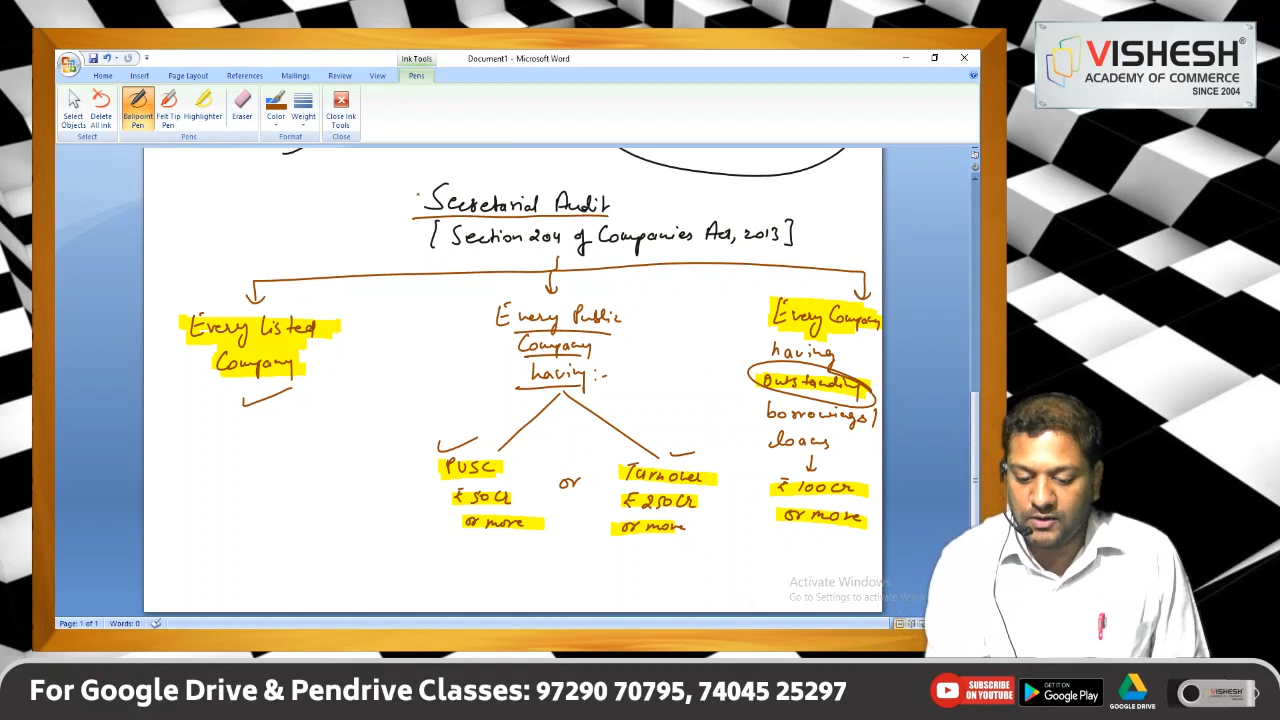 VISHESH®
ACADEMY OF COMMERCE
SINCE 2004
Ink Tools
Document1 - Microsoft Word
Home Insert Page Layout References Mailings Review View Pens
Select Objects
Delete All Ink
Ballpoint Pen
Felt Tip Pen
Highlighter
Eraser
Color
Weight
Close Ink Tools
Select Pens Format Close
Secretarial Audit
[ Section 204 of Companies Act, 2013 ]
Every Listed
Company
Every Public
Company
having :-
PUSC
₹ 50 Cr
or more
or
Turnover
₹ 250 Cr
or more
Every Company
having
outstanding
borrowings /
loans
₹ 100 Cr
or more
Activate Windows
Go to Settings to activate
Page: 1 of 1 Words: 0
For Google Drive & Pendrive Classes: 97290 70795, 74045 25297
SUBSCRIBE
ON YOUTUBE
GET IT ON
Google Play
GOOGLE DRIVE
VISHESH